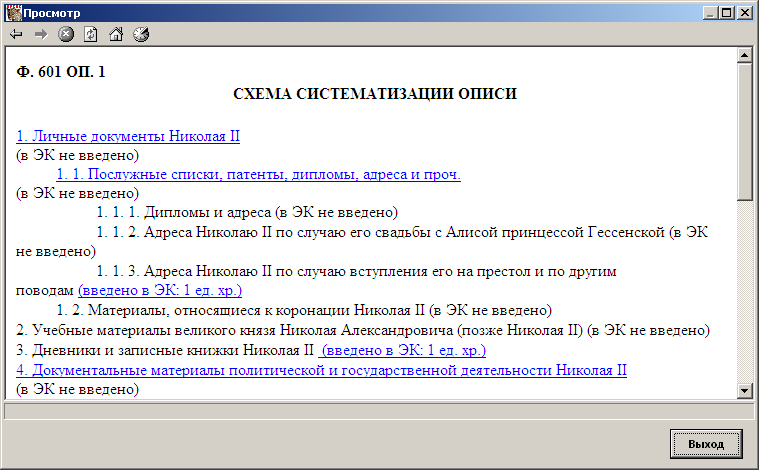 Просмотр
Ф. 601 ОП. 1
СХЕМА СИСТЕМАТИЗАЦИИ ОПИСИ
1. Личные документы Николая II
(в ЭК не введено)
1. 1. Послужные списки, патенты, дипломы, адреса и проч.
(в ЭК не введено)
1. 1. 1. Дипломы и адреса (в ЭК не введено)
1. 1. 2. Адреса Николаю II по случаю его свадьбы с Алисой принцессой Гессенской (в ЭК
не введено)
1. 1. 3. Адреса Николаю II по случаю вступления его на престол и по другим
поводам (введено в ЭК: 1 ед. хр.)
1. 2. Материалы, относящиеся к коронации Николая II (в ЭК не введено)
2. Учебные материалы великого князя Николая Александровича (позже Николая II) (в ЭК не введено)
3. Дневники и записные книжки Николая II (введено в ЭК: 1 ед. хр.)
4. Документальные материалы политической и государственной деятельности Николая II
(в ЭК не введено)
Выход